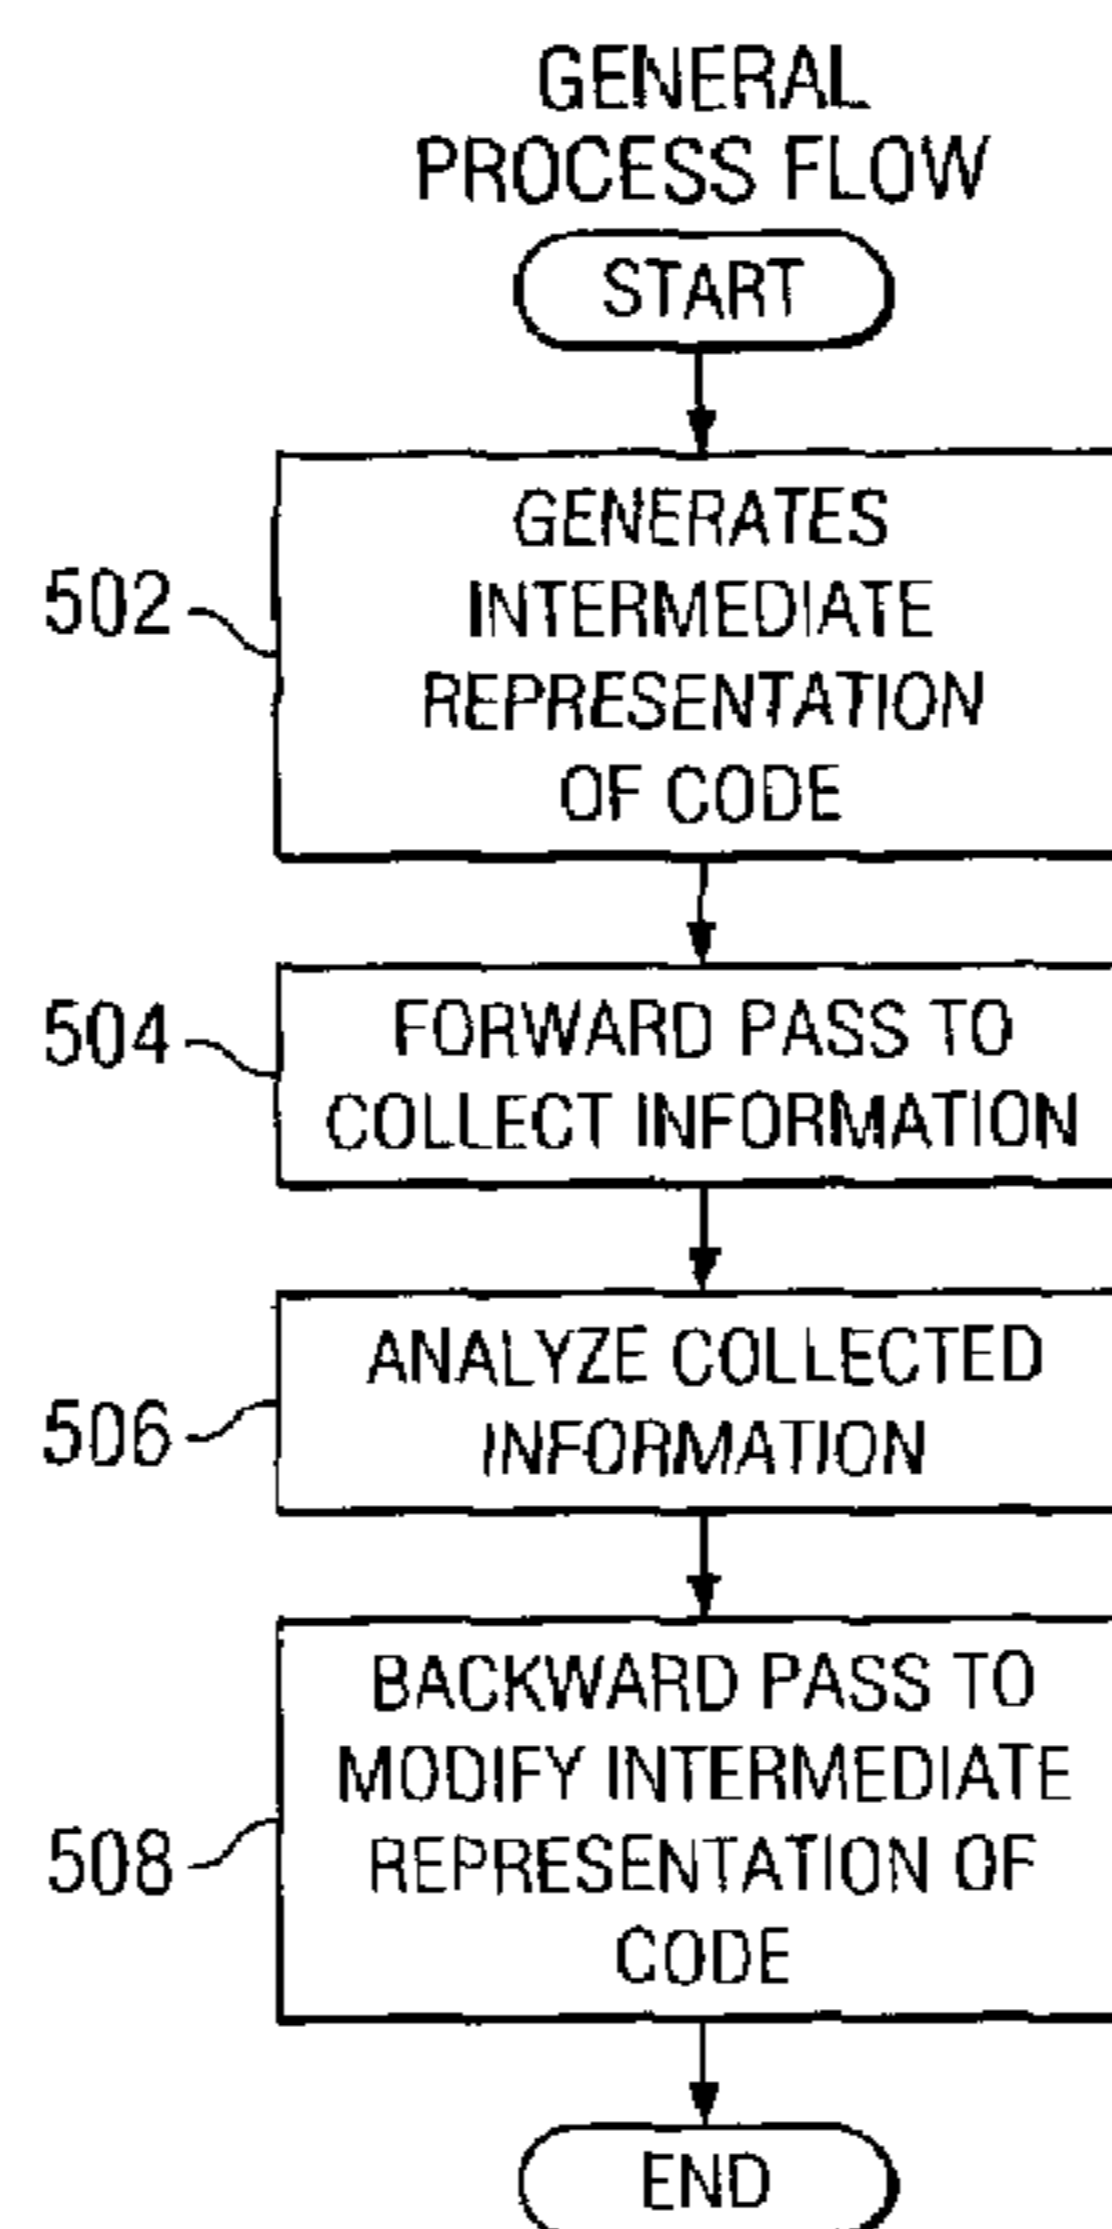 GENERAL
PROCESS FLOW
START
GENERATES
INTERMEDIATE
REPRESENTATION
OF CODE
502
FORWARD PASS TO
COLLECT INFORMATION
504
ANALYZE COLLECTED
INFORMATION
506
BACKWARD PASS TO
MODIFY INTERMEDIATE
REPRESENTATION OF
CODE
508
END